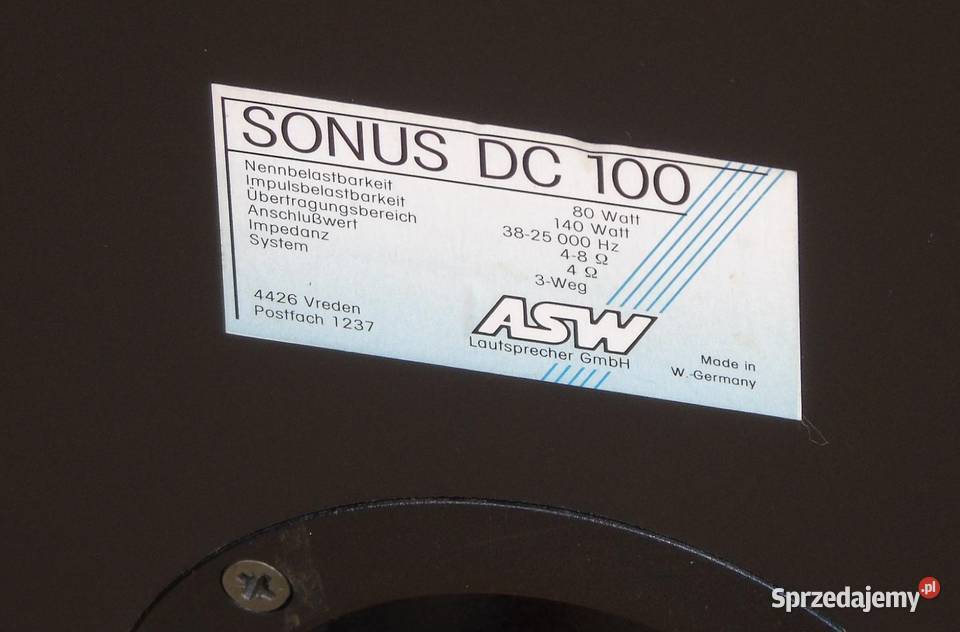 SONUS DC 100
Nennbelastbarkeit 80 Watt
Impulsbelastbarkeit 140 Watt
Übertragungsbereich 38-25 000 Hz
Anschlußwert 4-8 Ω
Impedanz 4 Ω
System 3-Weg
4426 Vreden
Postfach 1237
ASW
Lautsprecher GmbH
Made in
W.-Germany
Sprzedajemy.pl